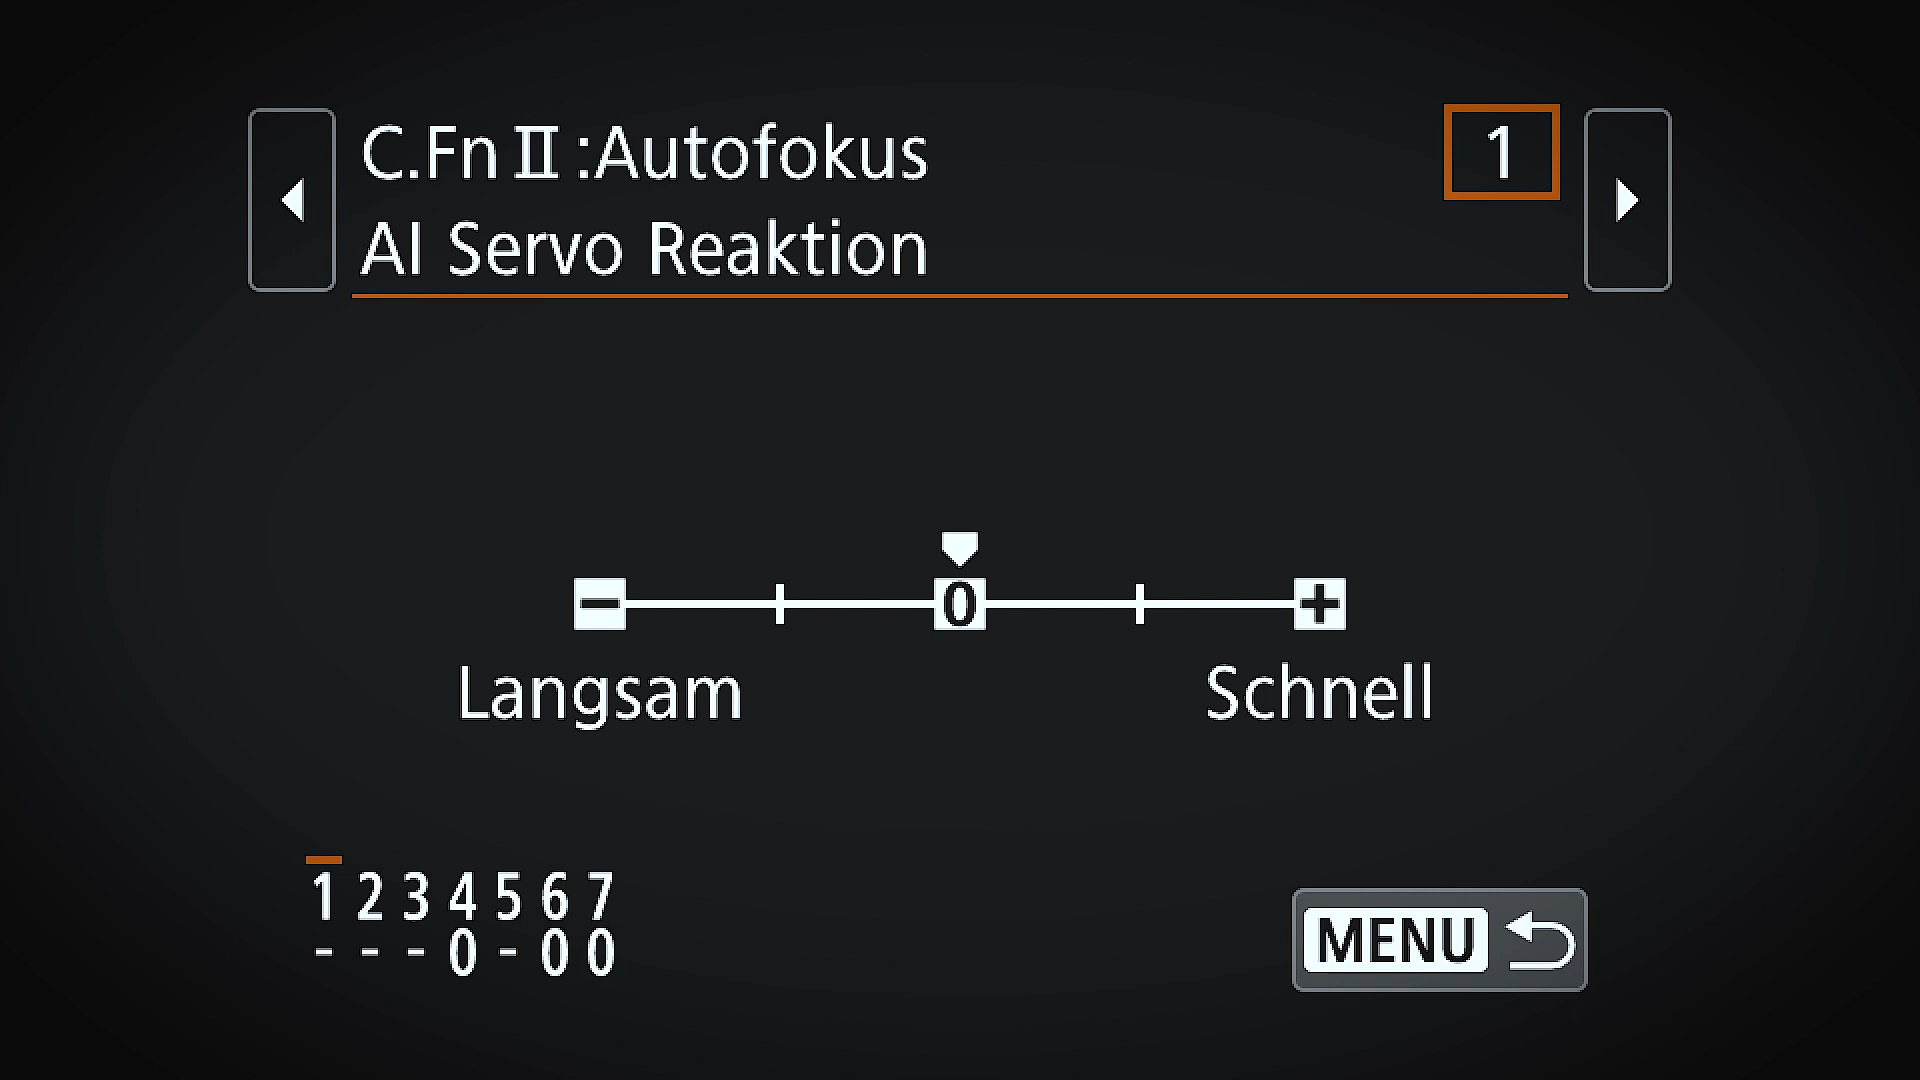 C.Fn II :Autofokus 1
AI Servo Reaktion
− 0 +
Langsam Schnell
1 2 3 4 5 6 7
- - - 0 - 0 0
MENU